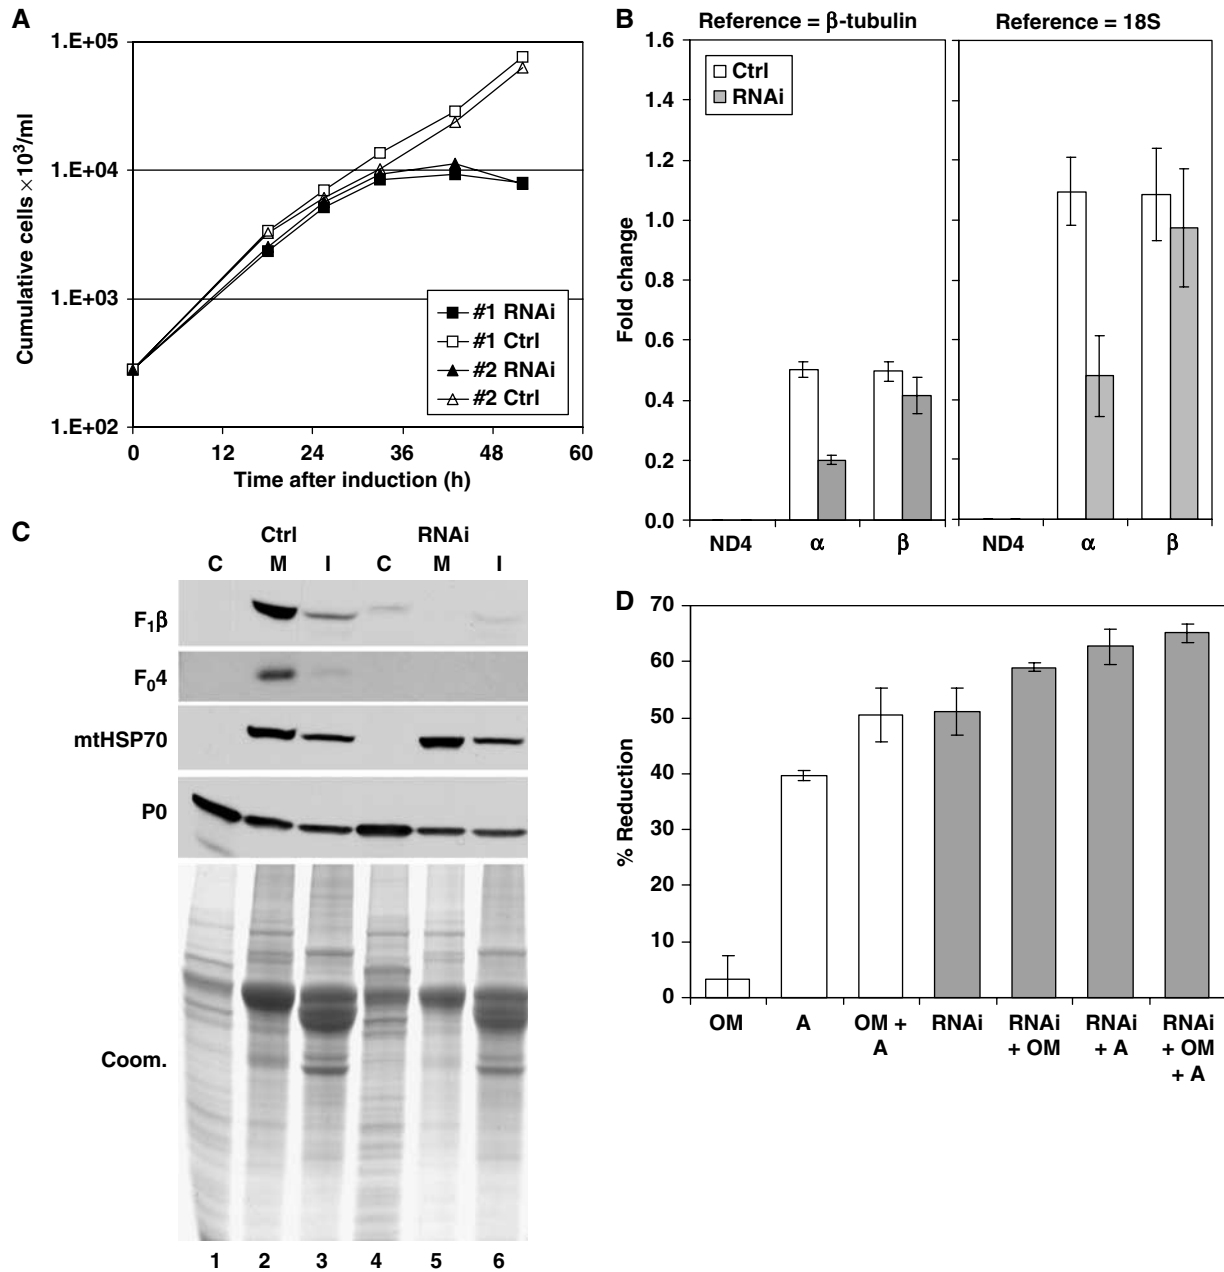 A
1.E+05
1.E+04
1.E+03
1.E+02
Cumulative cells ×10³/ml
#1 RNAi
#1 Ctrl
#2 RNAi
#2 Ctrl
0 12 24 36 48 60
Time after induction (h)
B
Reference = β-tubulin Reference = 18S
1.6
1.4
1.2
1.0
0.8
0.6
0.4
0.2
0.0
Fold change
Ctrl
RNAi
ND4 α β ND4 α β
C
Ctrl RNAi
C M I C M I
F₁β
F₀4
mtHSP70
P0
Coom.
1 2 3 4 5 6
D
70
60
50
40
30
20
10
0
% Reduction
OM A OM + RNAi RNAi RNAi RNAi
A + OM + A + OM
+ A